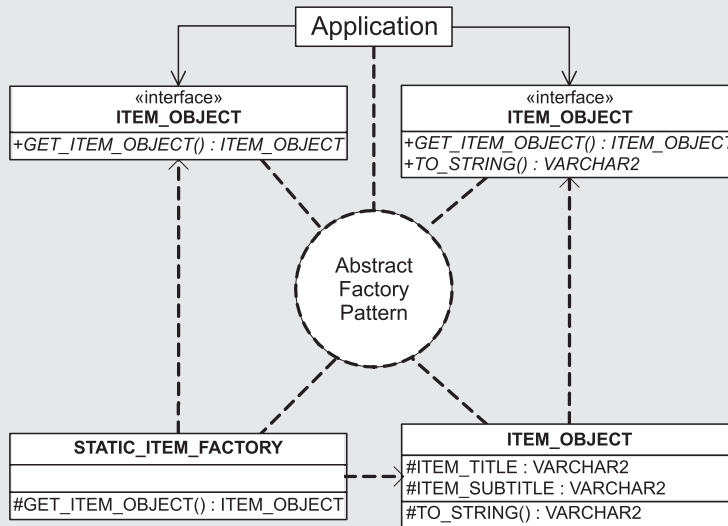 Application
«interface»
ITEM_OBJECT
+GET_ITEM_OBJECT() : ITEM_OBJECT
«interface»
ITEM_OBJECT
+GET_ITEM_OBJECT() : ITEM_OBJECT
+TO_STRING() : VARCHAR2
Abstract
Factory
Pattern
STATIC_ITEM_FACTORY
#GET_ITEM_OBJECT() : ITEM_OBJECT
ITEM_OBJECT
#ITEM_TITLE : VARCHAR2
#ITEM_SUBTITLE : VARCHAR2
#TO_STRING() : VARCHAR2